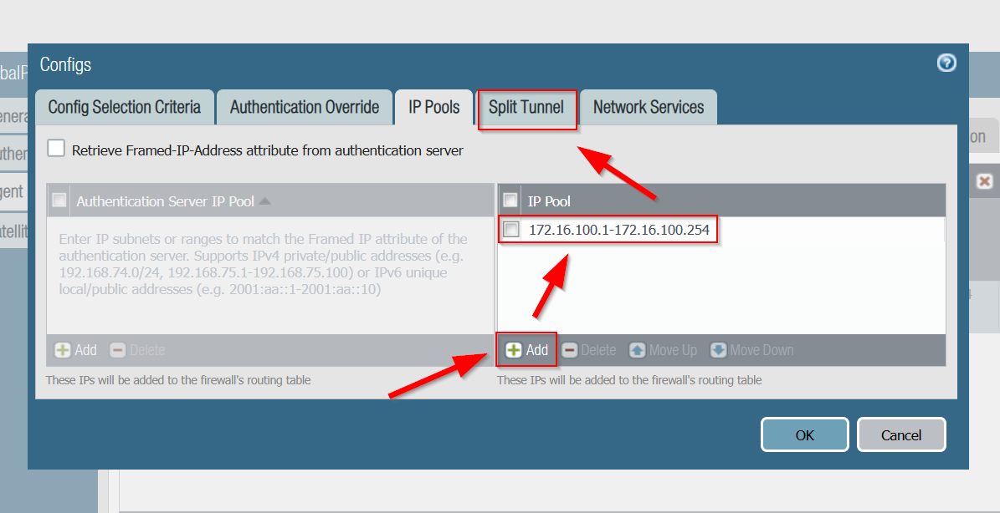 Configs
Config Selection Criteria
Authentication Override
IP Pools
Split Tunnel
Network Services
Retrieve Framed-IP-Address attribute from authentication server
Authentication Server IP Pool
Enter IP subnets or ranges to match the Framed IP attribute of the
authentication server. Supports IPv4 private/public addresses (e.g.
192.168.74.0/24, 192.168.75.1-192.168.75.100) or IPv6 unique
local/public addresses (e.g. 2001:aa::1-2001:aa::10)
Add
Delete
These IPs will be added to the firewall's routing table
IP Pool
172.16.100.1-172.16.100.254
Add
Delete
Move Up
Move Down
These IPs will be added to the firewall's routing table
OK
Cancel